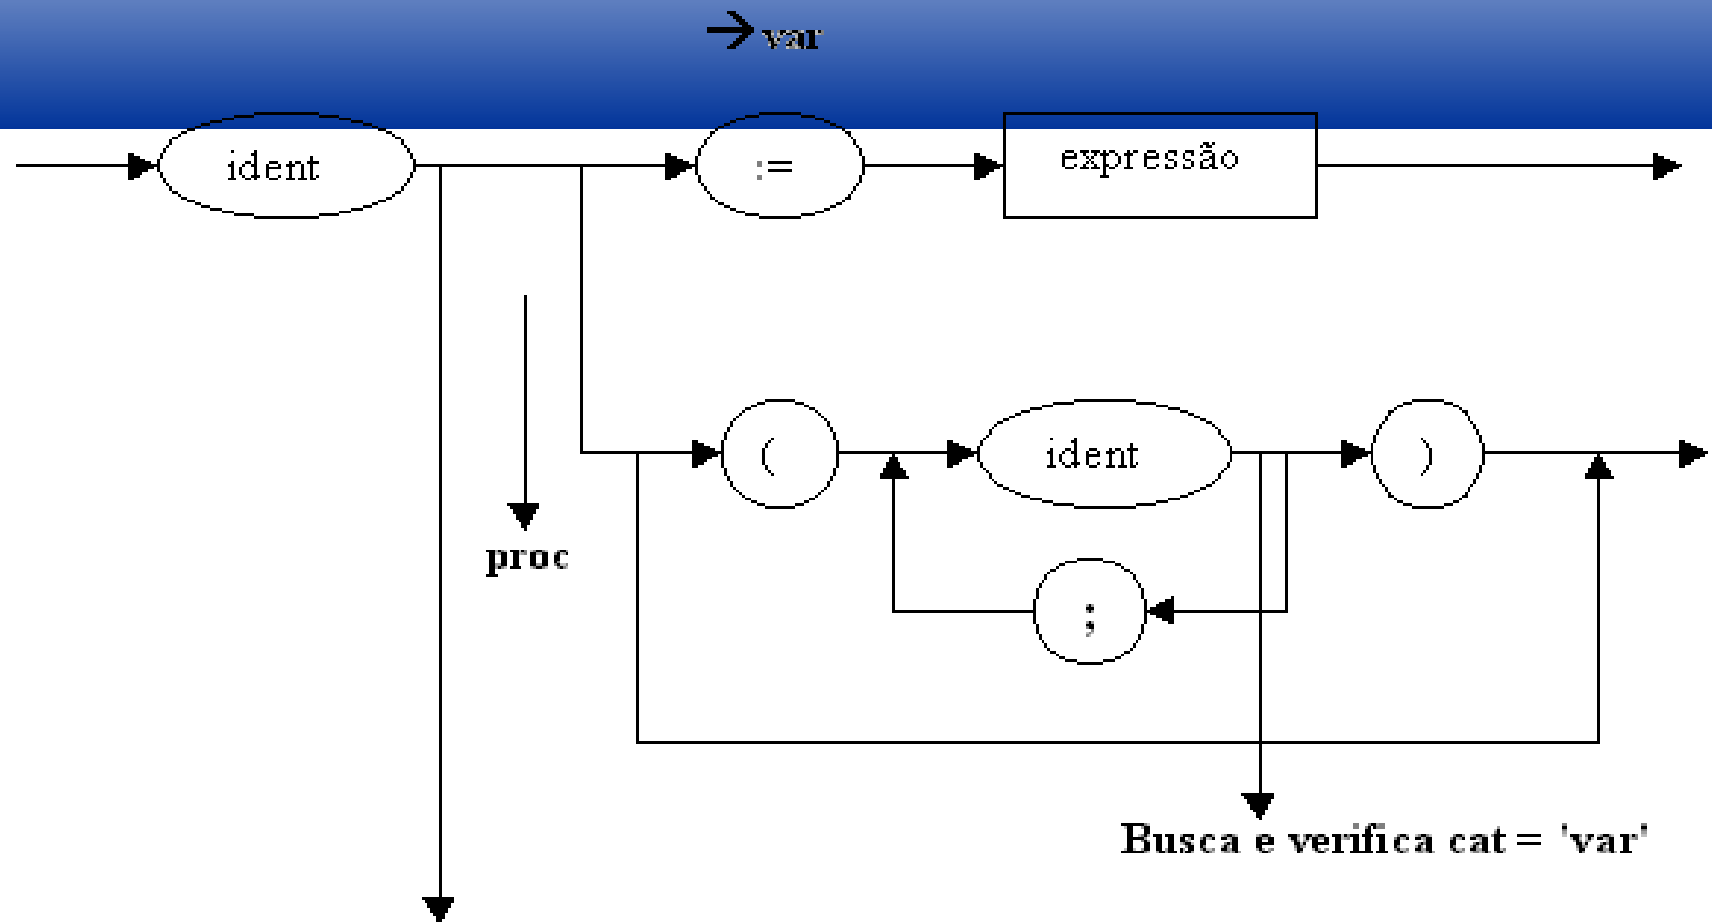 → var
ident
:=
expressão
(
ident
)
proc
;
Busca e verifica cat = 'var'